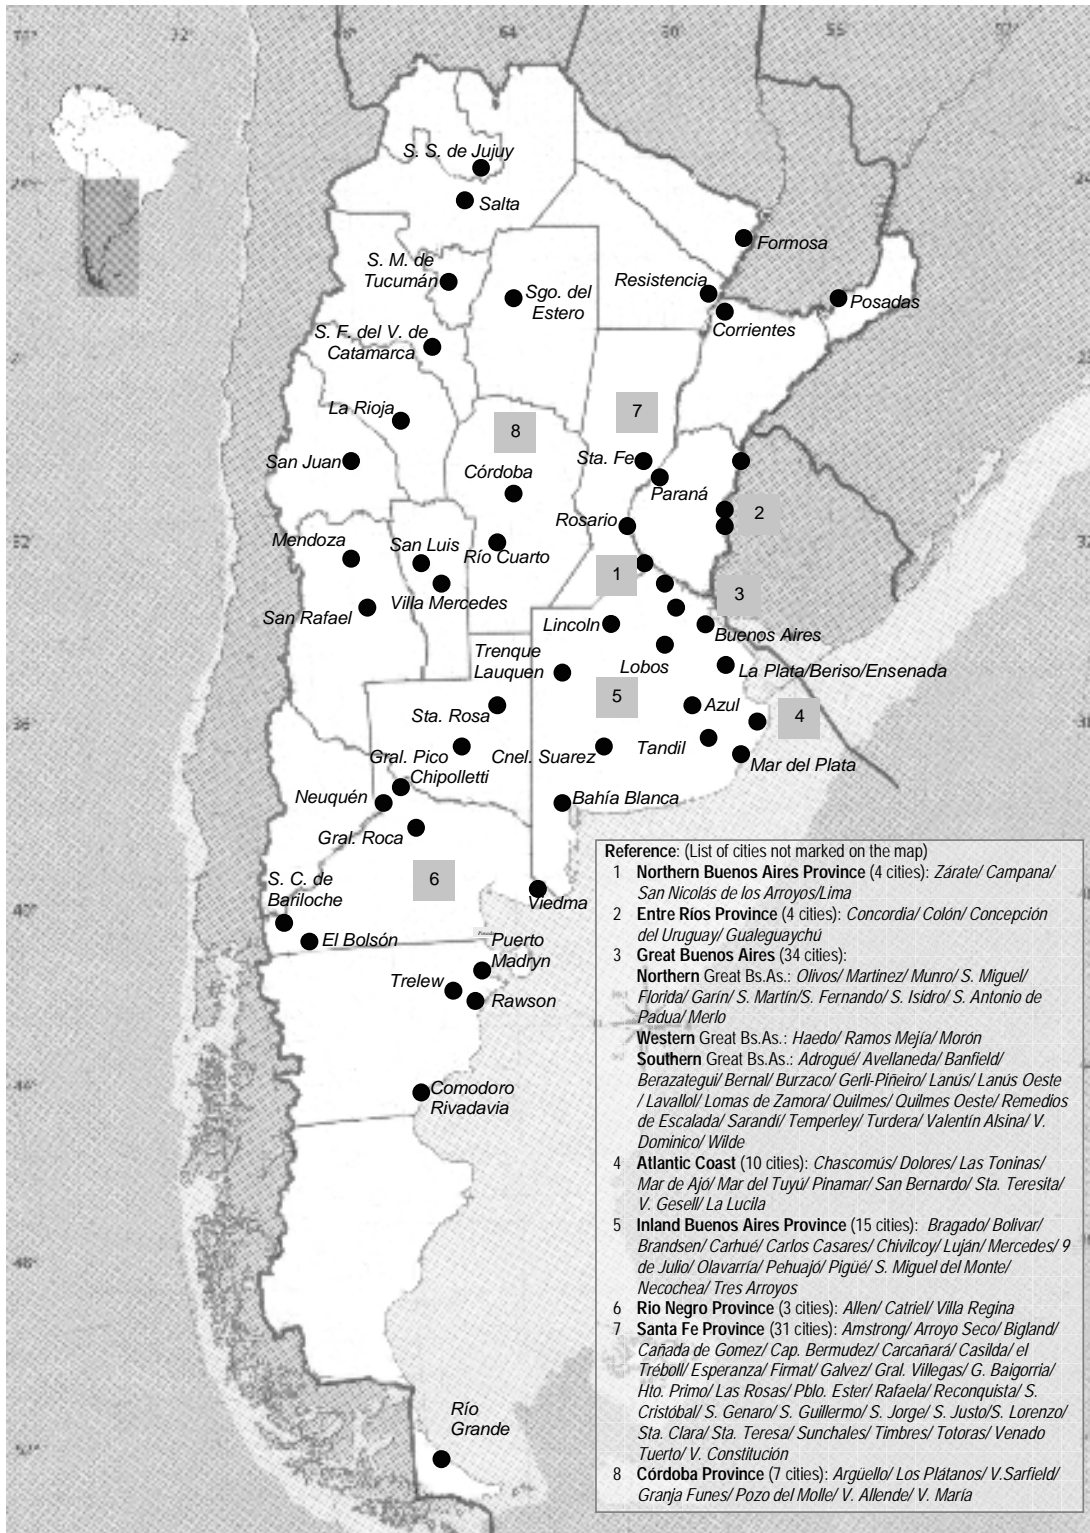 72
64
60
55
S. S. de Jujuy
Salta
Formosa
S. M. de
Tucumán
Resistencia
Sgo. del
Estero
Posadas
Corrientes
S. F. del V. de
Catamarca
La Rioja
7
8
San Juan
Sta. Fe
Córdoba
Paraná
2
Rosario
32
Mendoza
San Luis
Río Cuarto
1
3
Villa Mercedes
San Rafael
Lincoln
Buenos Aires
Trenque
Lauquen
Lobos
La Plata/Beriso/Ensenada
5
Sta. Rosa
Azul
4
36°
Gral. Pico
Cnel. Suarez
Tandil
Mar del Plata
Chipolletti
Neuquén
Bahía Blanca
Gral. Roca
6
S. C. de
Bariloche
40°
Viedma
El Bolsón
Puerto
Madryn
Trelew
Rawson
44°
Comodoro
Rivadavia
48°
Río
Grande
Reference: (List of cities not marked on the map)
1 Northern Buenos Aires Province (4 cities): Zárate/ Campana/
San Nicolás de los Arroyos/Lima
2 Entre Ríos Province (4 cities): Concordia/ Colón/ Concepción
del Uruguay/ Gualeguaychú
3 Great Buenos Aires (34 cities):
Northern Great Bs.As.: Olivos/ Martinez/ Munro/ S. Miguel/
Florida/ Garín/ S. Martín/S. Fernando/ S. Isidro/ S. Antonio de
Padua/ Merlo
Western Great Bs.As.: Haedo/ Ramos Mejía/ Morón
Southern Great Bs.As.: Adrogué/ Avellaneda/ Banfield/
Berazategui/ Bernal/ Burzaco/ Gerli-Piñeiro/ Lanús/ Lanús Oeste
/ Lavallol/ Lomas de Zamora/ Quilmes/ Quilmes Oeste/ Remedios
de Escalada/ Sarandí/ Temperley/ Turdera/ Valentín Alsina/ V.
Dominico/ Wilde
4 Atlantic Coast (10 cities): Chascomús/ Dolores/ Las Toninas/
Mar de Ajó/ Mar del Tuyú/ Pinamar/ San Bernardo/ Sta. Teresita/
V. Gesell/ La Lucila
5 Inland Buenos Aires Province (15 cities): Bragado/ Bolivar/
Brandsen/ Carhué/ Carlos Casares/ Chivilcoy/ Luján/ Mercedes/ 9
de Julio/ Olavarría/ Pehuajó/ Pigüé/ S. Miguel del Monte/
Necochea/ Tres Arroyos
6 Rio Negro Province (3 cities): Allen/ Catriel/ Villa Regina
7 Santa Fe Province (31 cities): Amstrong/ Arroyo Seco/ Bigland/
Cañada de Gomez/ Cap. Bermudez/ Carcañará/ Casilda/ el
Trébol/ Esperanza/ Firmat/ Galvez/ Gral. Villegas/ G. Baigorria/
Hto. Primo/ Las Rosas/ Pblo. Ester/ Rafaela/ Reconquista/ S.
Cristóbal/ S. Genaro/ S. Guillermo/ S. Jorge/ S. Justo/S. Lorenzo/
Sta. Clara/ Sta. Teresa/ Sunchales/ Timbres/ Totoras/ Venado
Tuerto/ V. Constitución
8 Córdoba Province (7 cities): Argüello/ Los Plátanos/ V.Sarfield/
Granja Funes/ Pozo del Molle/ V. Allende/ V. María